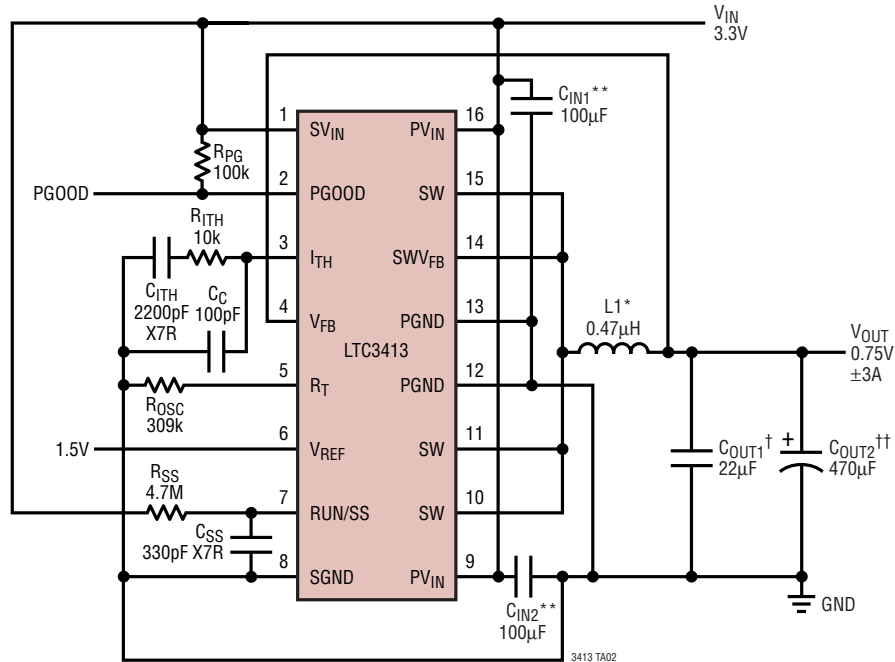 VIN
3.3V
CIN1**
100µF
1
SVIN
PVIN
16
RPG
100k
PGOOD
2
PGOOD
SW
15
RITH
10k
3
ITH
SWVFB
14
CITH
2200pF
X7R
CC
100pF
4
VFB
PGND
13
L1*
0.47µH
VOUT
0.75V
±3A
LTC3413
5
RT
PGND
12
ROSC
309k
1.5V
6
VREF
SW
11
COUT1†
22µF
+
COUT2††
470µF
RSS
4.7M
7
RUN/SS
SW
10
CSS
330pF X7R
8
SGND
PVIN
9
CIN2**
100µF
GND
3413 TA02